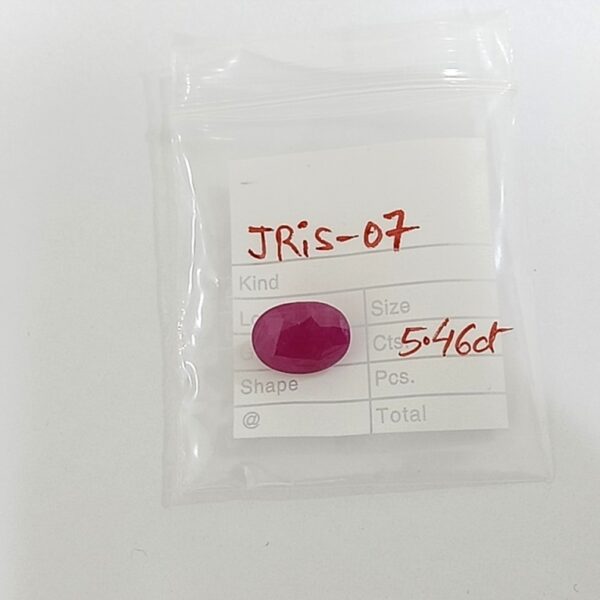 JRiS-07
Kind
Size
Cts. 5.46ct
Shape
Pcs.
@
Total